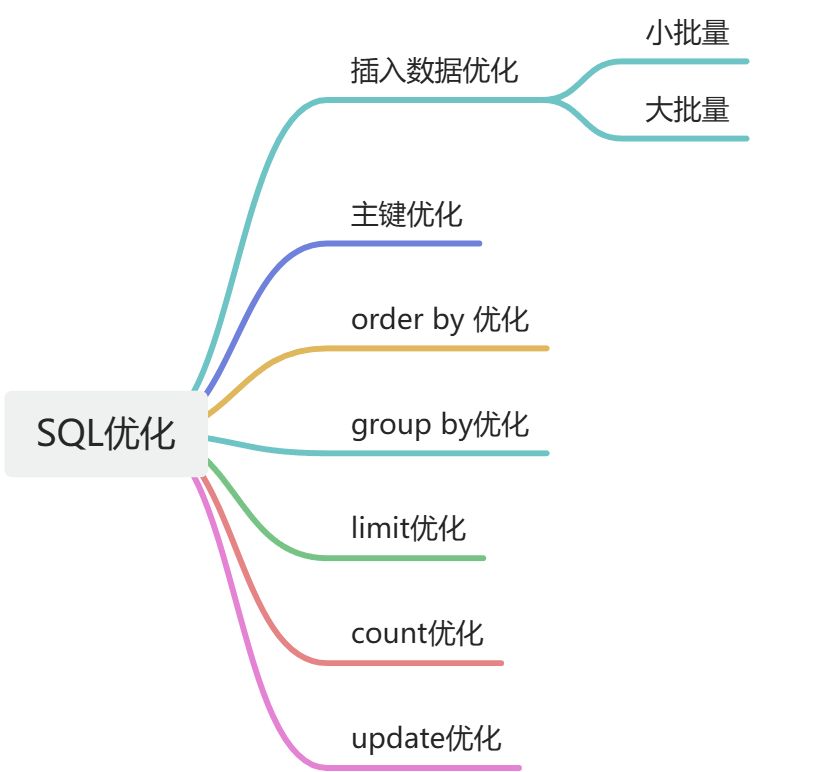 SQL优化
插入数据优化
小批量
大批量
主键优化
order by 优化
group by优化
limit优化
count优化
update优化